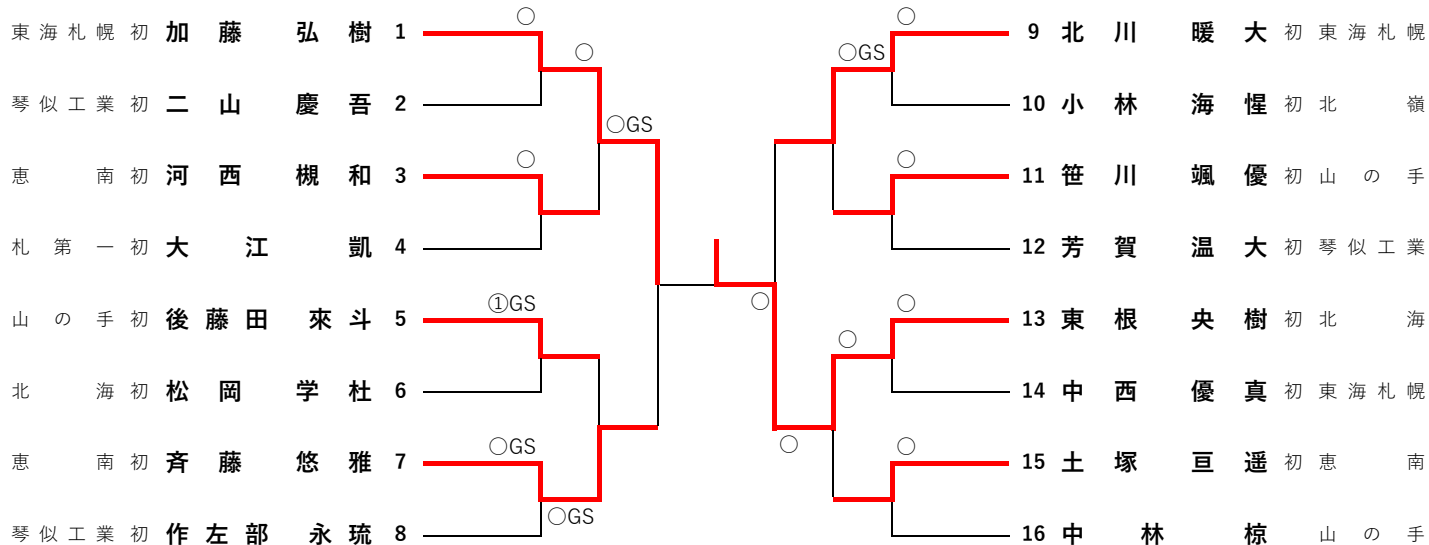 東海札幌 初 加藤 弘樹 1
琴似工業 初 二山 慶吾 2
恵南 初 河西 槻和 3
札第一 初 大江 凱 4
山の手 初 後藤田 來斗 5
北海 初 松岡 学杜 6
恵南 初 斉藤 悠雅 7
琴似工業 初 作左部 永琉 8
○
○
○GS
○
①GS
○GS
○GS
○
○GS
○
○
○
○
○
○
9 北川 暖大 初 東海札幌
10 小林 海惺 初 北嶺
11 笹川 颯優 初 山の手
12 芳賀 温大 初 琴似工業
13 東根 央樹 初 北海
14 中西 優真 初 東海札幌
15 土塚 亘遥 初 恵南
16 中林 椋 山の手